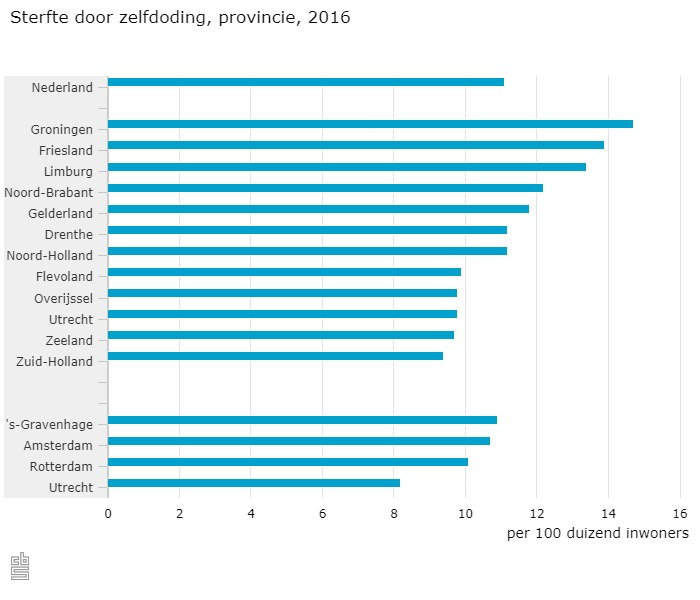 Sterfte door zelfdoding, provincie, 2016
Nederland
Groningen
Friesland
Limburg
Noord-Brabant
Gelderland
Drenthe
Noord-Holland
Flevoland
Overijssel
Utrecht
Zeeland
Zuid-Holland
's-Gravenhage
Amsterdam
Rotterdam
Utrecht
0 2 4 6 8 10 12 14 16
per 100 duizend inwoners
cbs